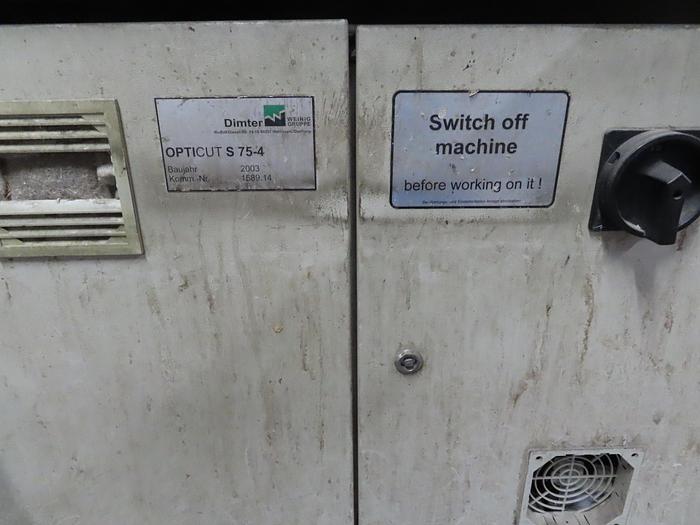 Dimter WEINIG
GRUPPE
OPTICUT S 75-4
Baujahr 2003
Komm.-Nr. 1589.14
Switch off
machine
before working on it !